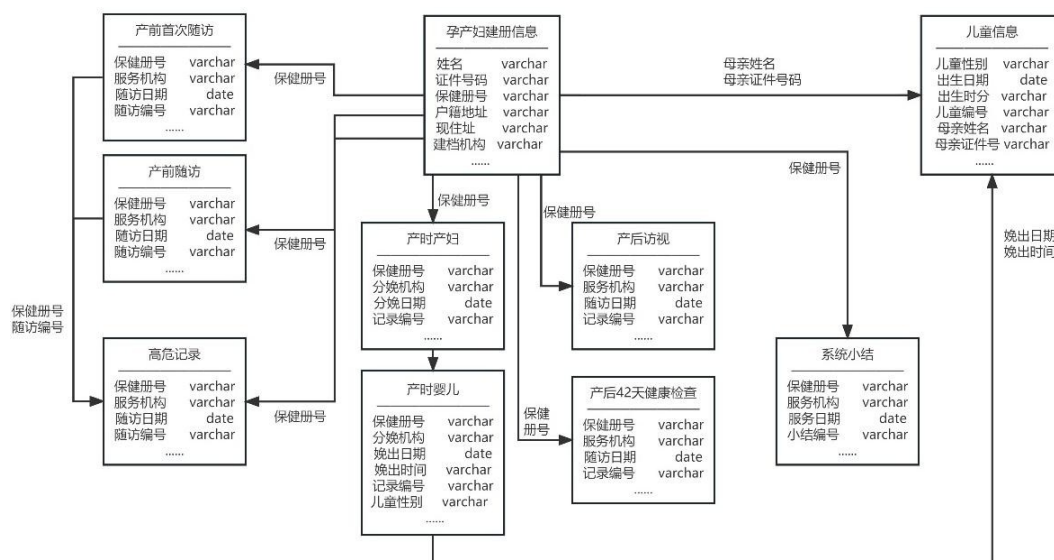 产前首次随访
保健册号 varchar
服务机构 varchar
随访日期 date
随访编号 varchar
......
保健册号
孕产妇建册信息
姓名 varchar
证件号码 varchar
保健册号 varchar
户籍地址 varchar
现住址 varchar
建档机构 varchar
......
母亲姓名
母亲证件号码
儿童信息
儿童性别 varchar
出生日期 date
出生时分 varchar
儿童编号 varchar
母亲姓名 varchar
母亲证件号 varchar
......
产前随访
保健册号 varchar
服务机构 varchar
随访日期 date
随访编号 varchar
......
保健册号
保健册号
保健册号
保健册号
产时产妇
保健册号 varchar
分娩机构 varchar
分娩日期 date
记录编号 varchar
......
产后访视
保健册号 varchar
服务机构 varchar
随访日期 date
记录编号 varchar
......
娩出日期
娩出时间
保健册号
随访编号
高危记录
保健册号 varchar
服务机构 varchar
随访日期 date
随访编号 varchar
......
保健册号
产时婴儿
保健册号 varchar
分娩机构 varchar
娩出日期 date
娩出时间 varchar
记录编号 varchar
儿童性别 varchar
......
保健
册号
产后42天健康检查
保健册号 varchar
服务机构 varchar
随访日期 date
记录编号 varchar
......
系统小结
保健册号 varchar
服务机构 varchar
服务日期 date
小结编号 varchar
......